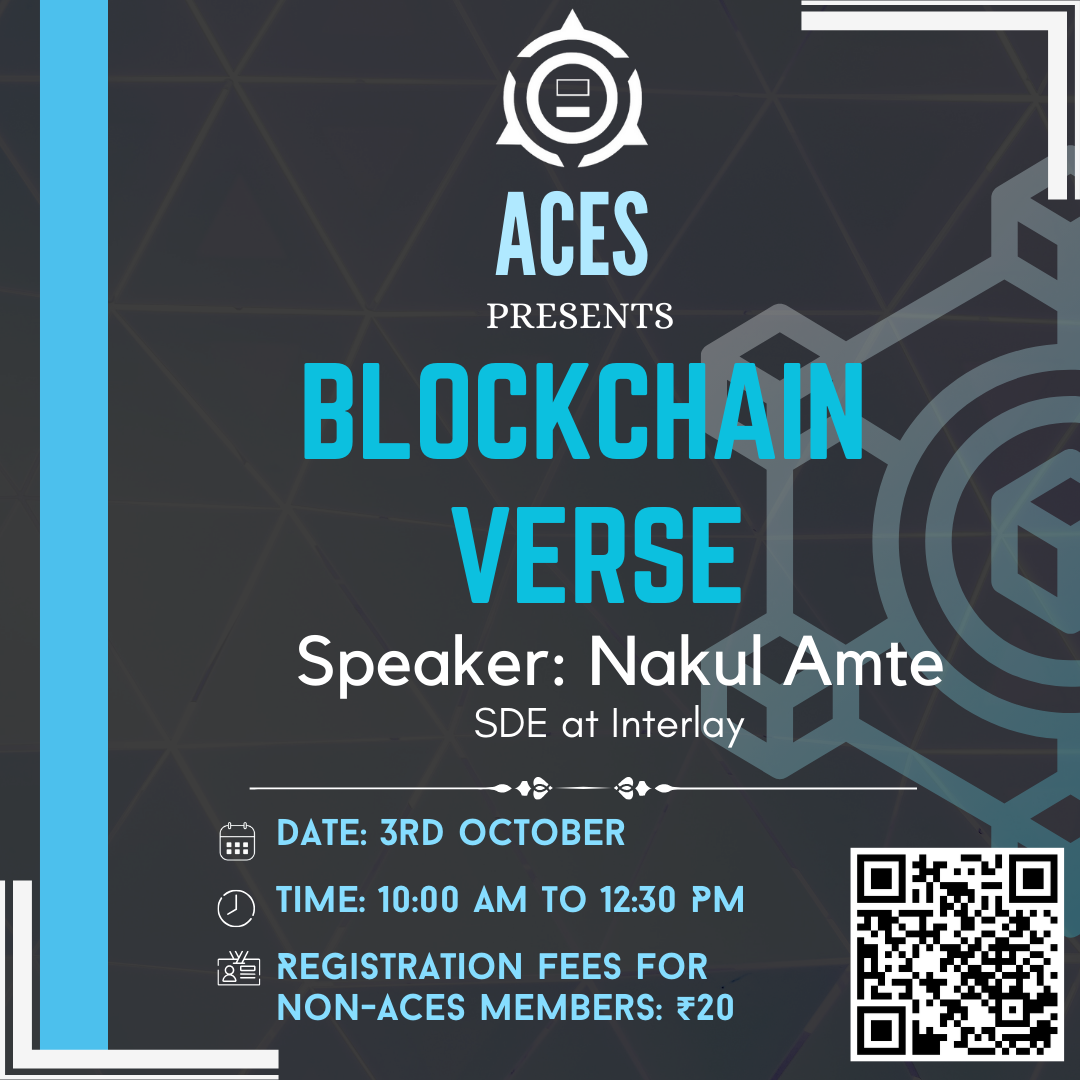 ACES
PRESENTS
BLOCKCHAIN
VERSE
Speaker: Nakul Amte
SDE at Interlay
DATE: 3RD OCTOBER
TIME: 10:00 AM TO 12:30 PM
REGISTRATION FEES FOR
NON-ACES MEMBERS: ₹20